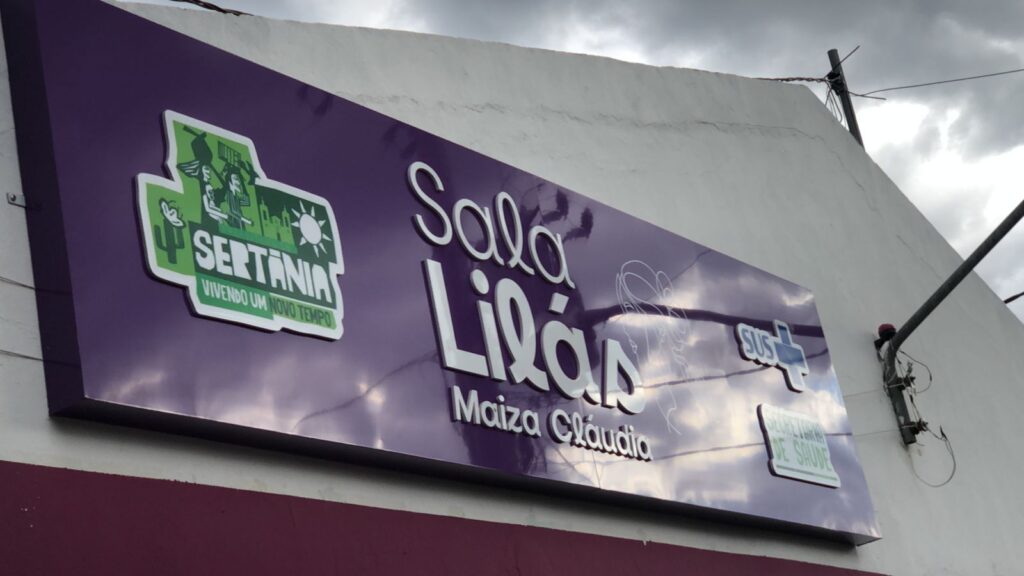 SERTÂNIA
VIVENDO UM NOVO TEMPO
Sala
Lilás
Maiza Cláudia
SUS
SECRETARIA
DE SAÚDE